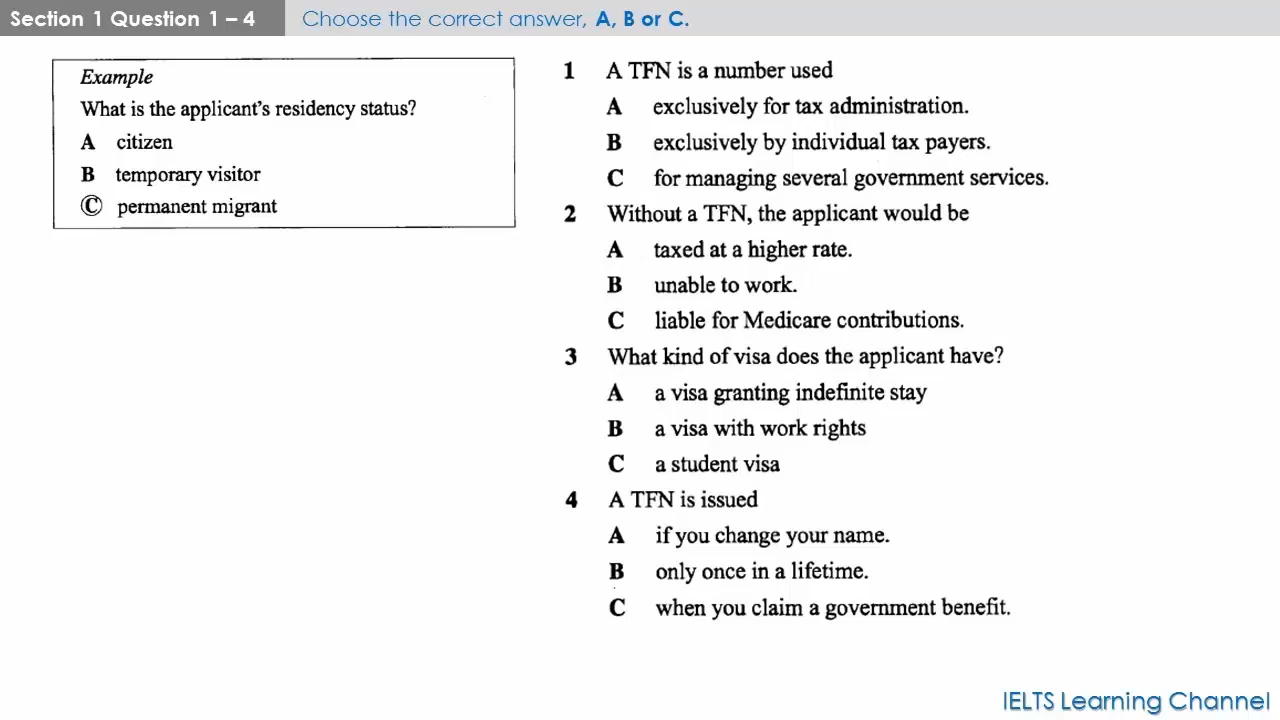 Section 1 Question 1 – 4
Choose the correct answer, A, B or C.
Example
What is the applicant's residency status?
A citizen
B temporary visitor
Ⓒ permanent migrant
1 A TFN is a number used
A exclusively for tax administration.
B exclusively by individual tax payers.
C for managing several government services.
2 Without a TFN, the applicant would be
A taxed at a higher rate.
B unable to work.
C liable for Medicare contributions.
3 What kind of visa does the applicant have?
A a visa granting indefinite stay
B a visa with work rights
C a student visa
4 A TFN is issued
A if you change your name.
B only once in a lifetime.
C when you claim a government benefit.
IELTS Learning Channel